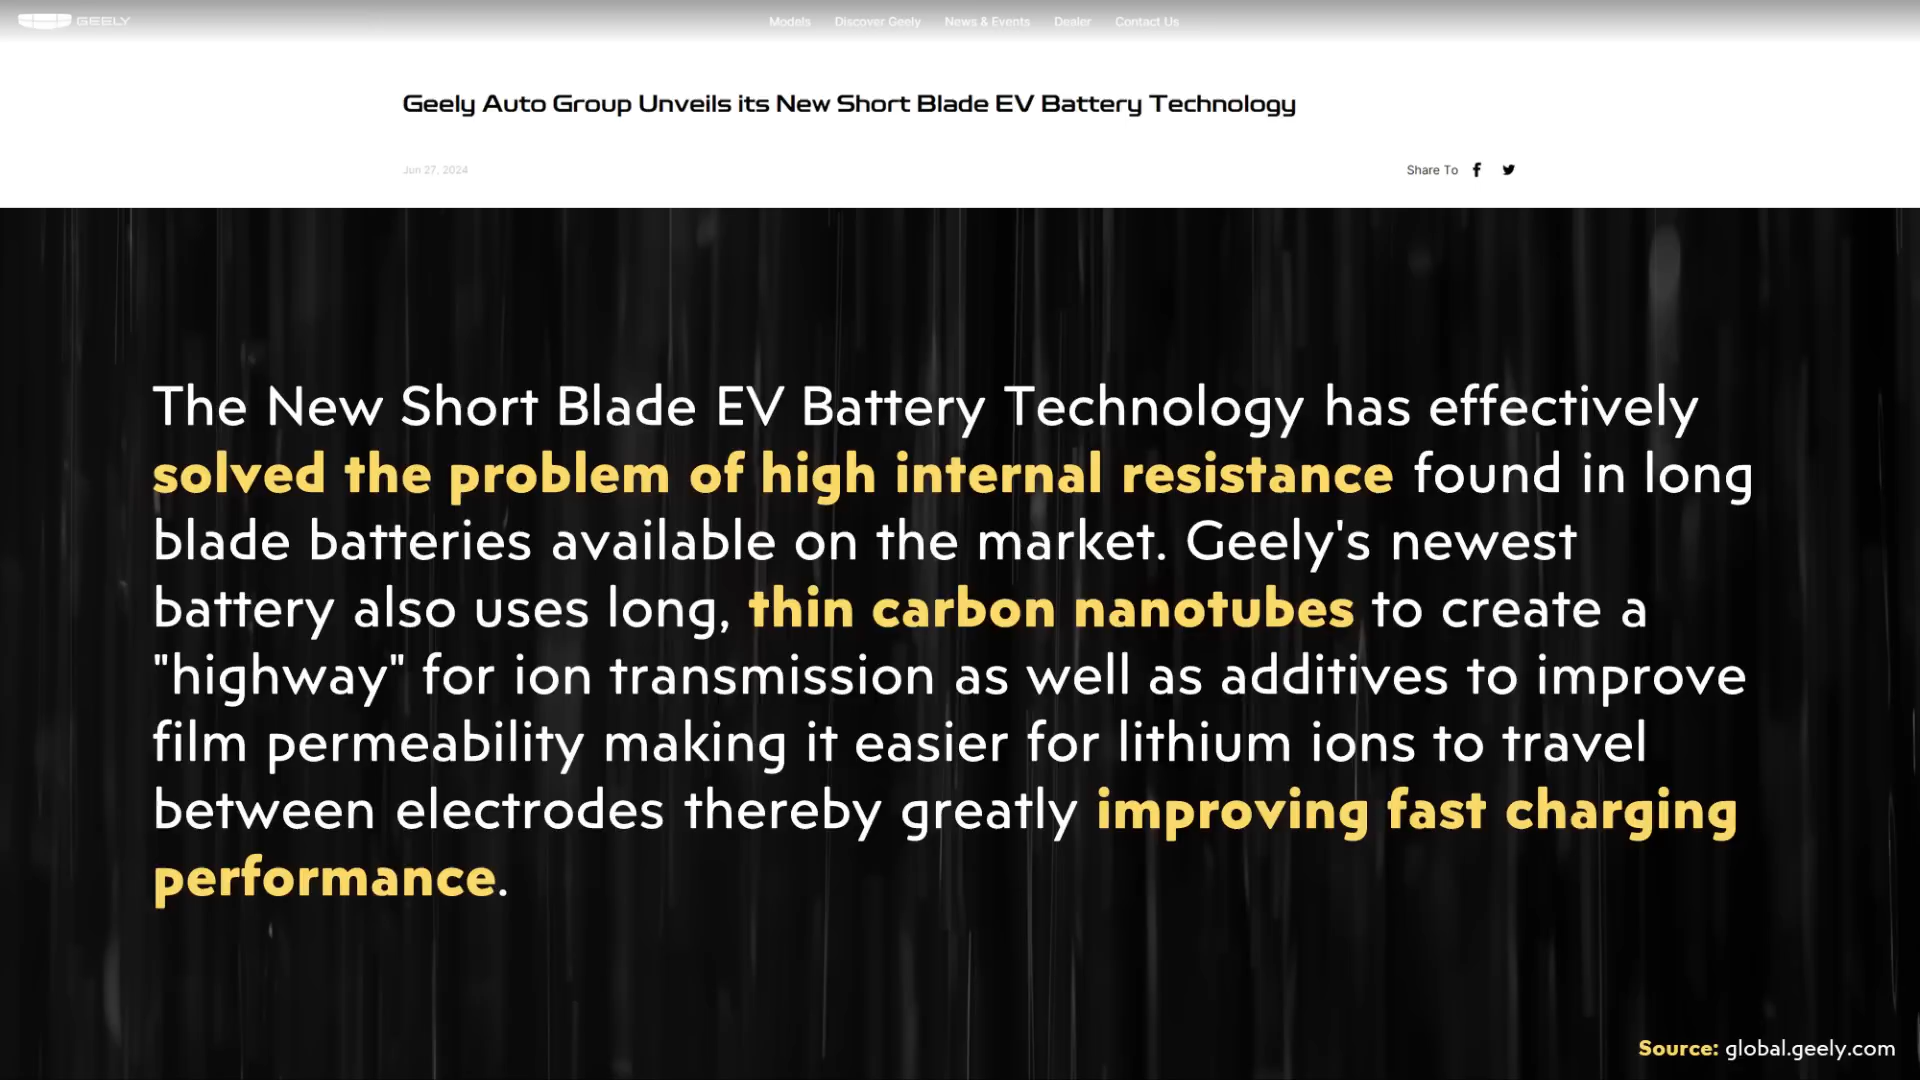 GEELY
Models Discover Geely News & Events Dealer Contact Us
Geely Auto Group Unveils its New Short Blade EV Battery Technology
Jun 27, 2024
Share To
The New Short Blade EV Battery Technology has effectively
solved the problem of high internal resistance found in long
blade batteries available on the market. Geely's newest
battery also uses long, thin carbon nanotubes to create a
"highway" for ion transmission as well as additives to improve
film permeability making it easier for lithium ions to travel
between electrodes thereby greatly improving fast charging
performance.
Source: global.geely.com